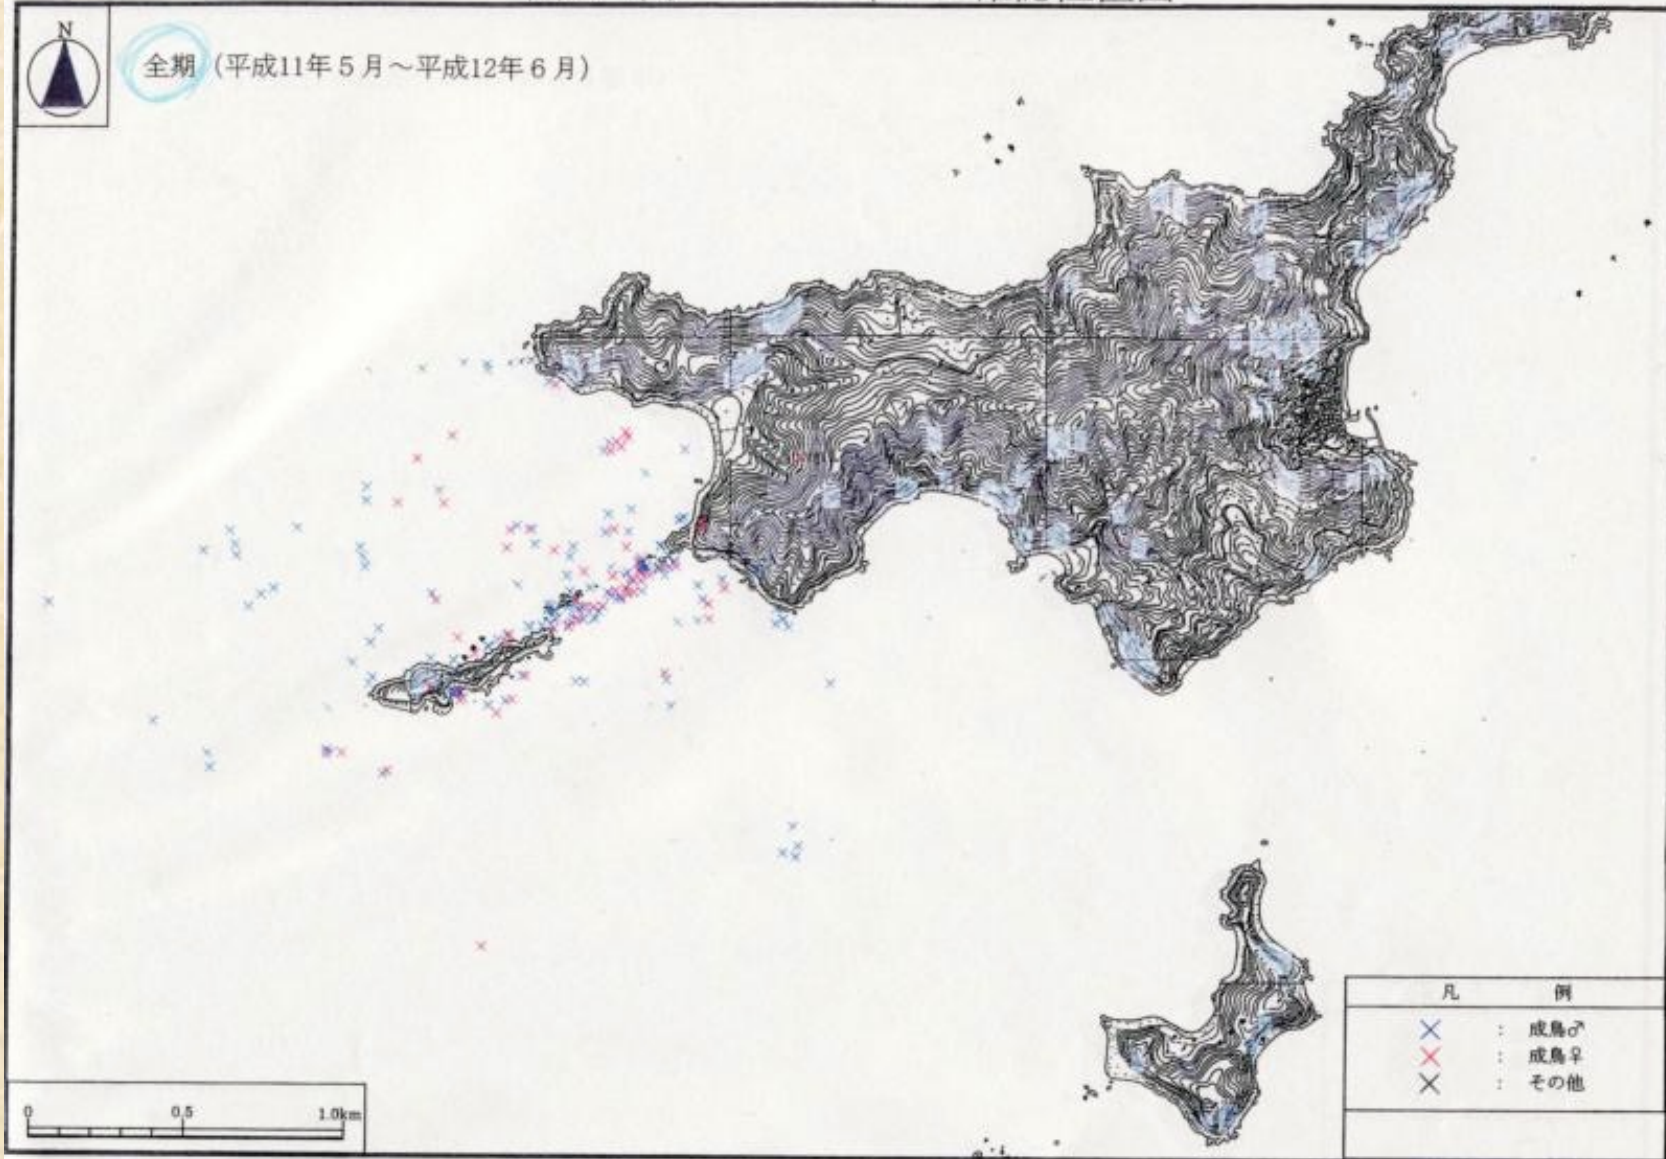 N
全期（平成11年5月～平成12年6月）
凡例
× : 成鳥♂
× : 成鳥♀
× : その他
0 0.5 1.0km